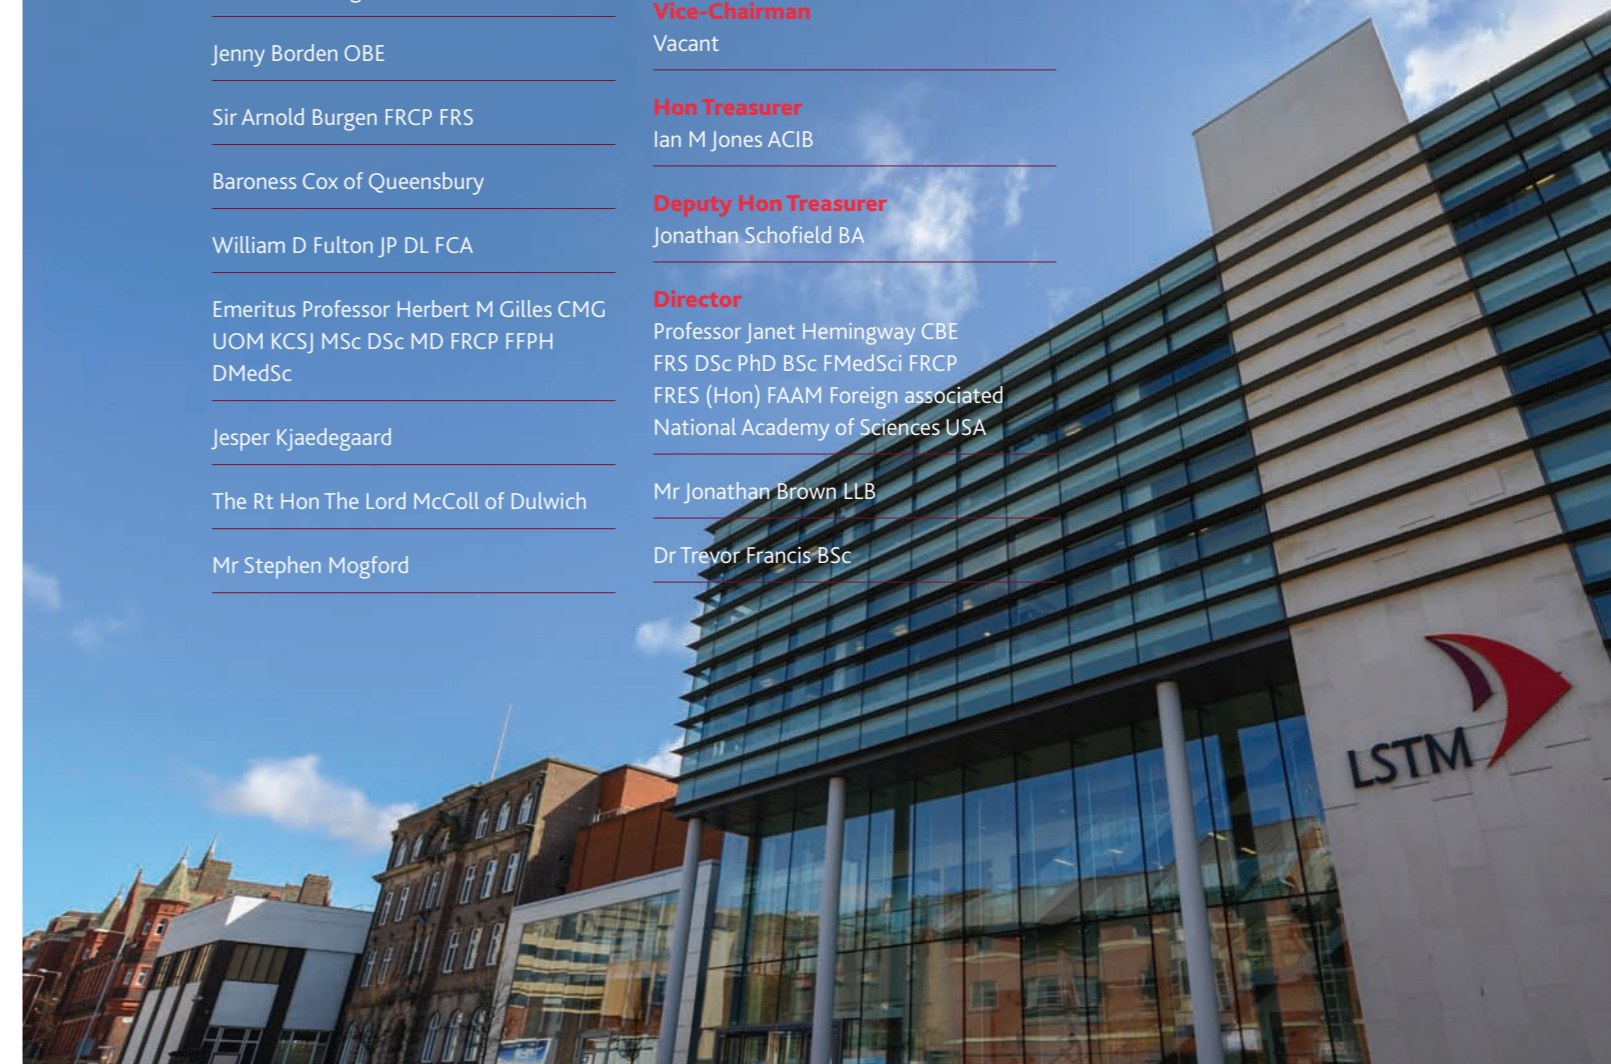 Jenny Borden OBE
Sir Arnold Burgen FRCP FRS
Baroness Cox of Queensbury
William D Fulton JP DL FCA
Emeritus Professor Herbert M Gilles CMG
UOM KCSJ MSc DSc MD FRCP FFPH
DMedSc
Jesper Kjaedegaard
The Rt Hon The Lord McColl of Dulwich
Mr Stephen Mogford
Vice-Chairman
Vacant
Hon Treasurer
Ian M Jones ACIB
Deputy Hon Treasurer
Jonathan Schofield BA
Director
Professor Janet Hemingway CBE
FRS DSc PhD BSc FMedSci FRCP
FRES (Hon) FAAM Foreign associated
National Academy of Sciences USA
Mr Jonathan Brown LLB
Dr Trevor Francis BSc
LSTM